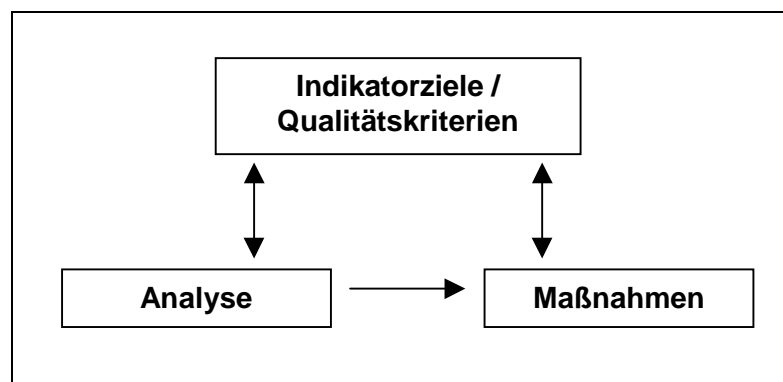 Indikatorziele /
Qualitätskriterien
Analyse
Maßnahmen